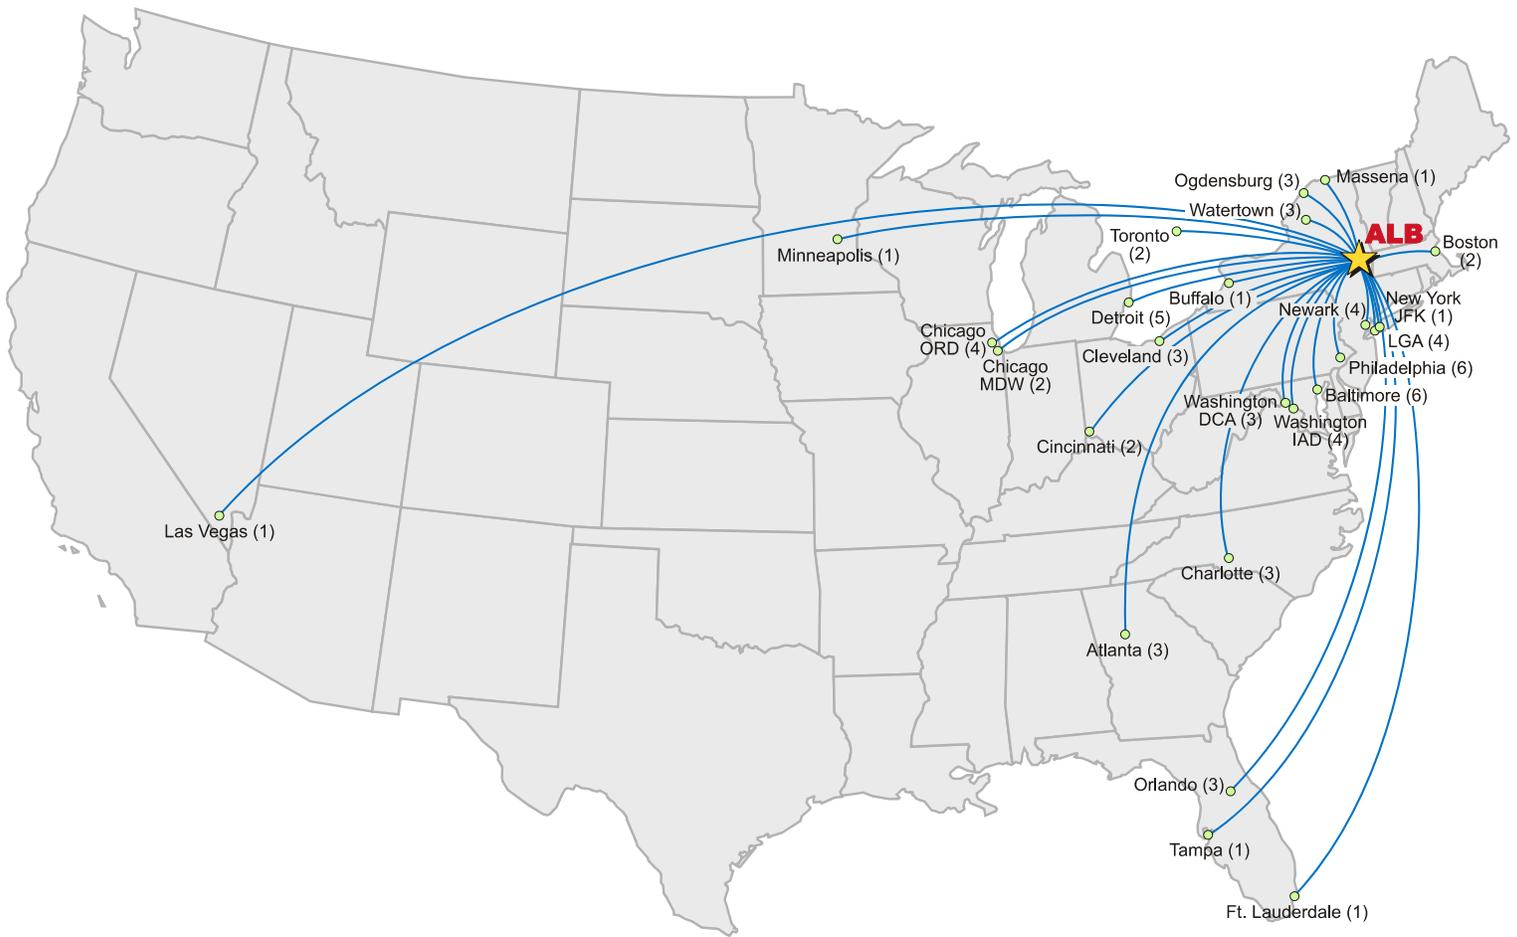 Ogdensburg (3)
Massena (1)
Watertown (3)
ALB
Toronto
(2)
Boston
(2)
Minneapolis (1)
Buffalo (1)
Detroit (5)
Newark (4)
New York
JFK (1)
LGA (4)
Chicago
ORD (4)
Chicago
MDW (2)
Cleveland (3)
Philadelphia (6)
Baltimore (6)
Washington
DCA (3)
Washington
IAD (4)
Cincinnati (2)
Las Vegas (1)
Charlotte (3)
Atlanta (3)
Orlando (3)
Tampa (1)
Ft. Lauderdale (1)